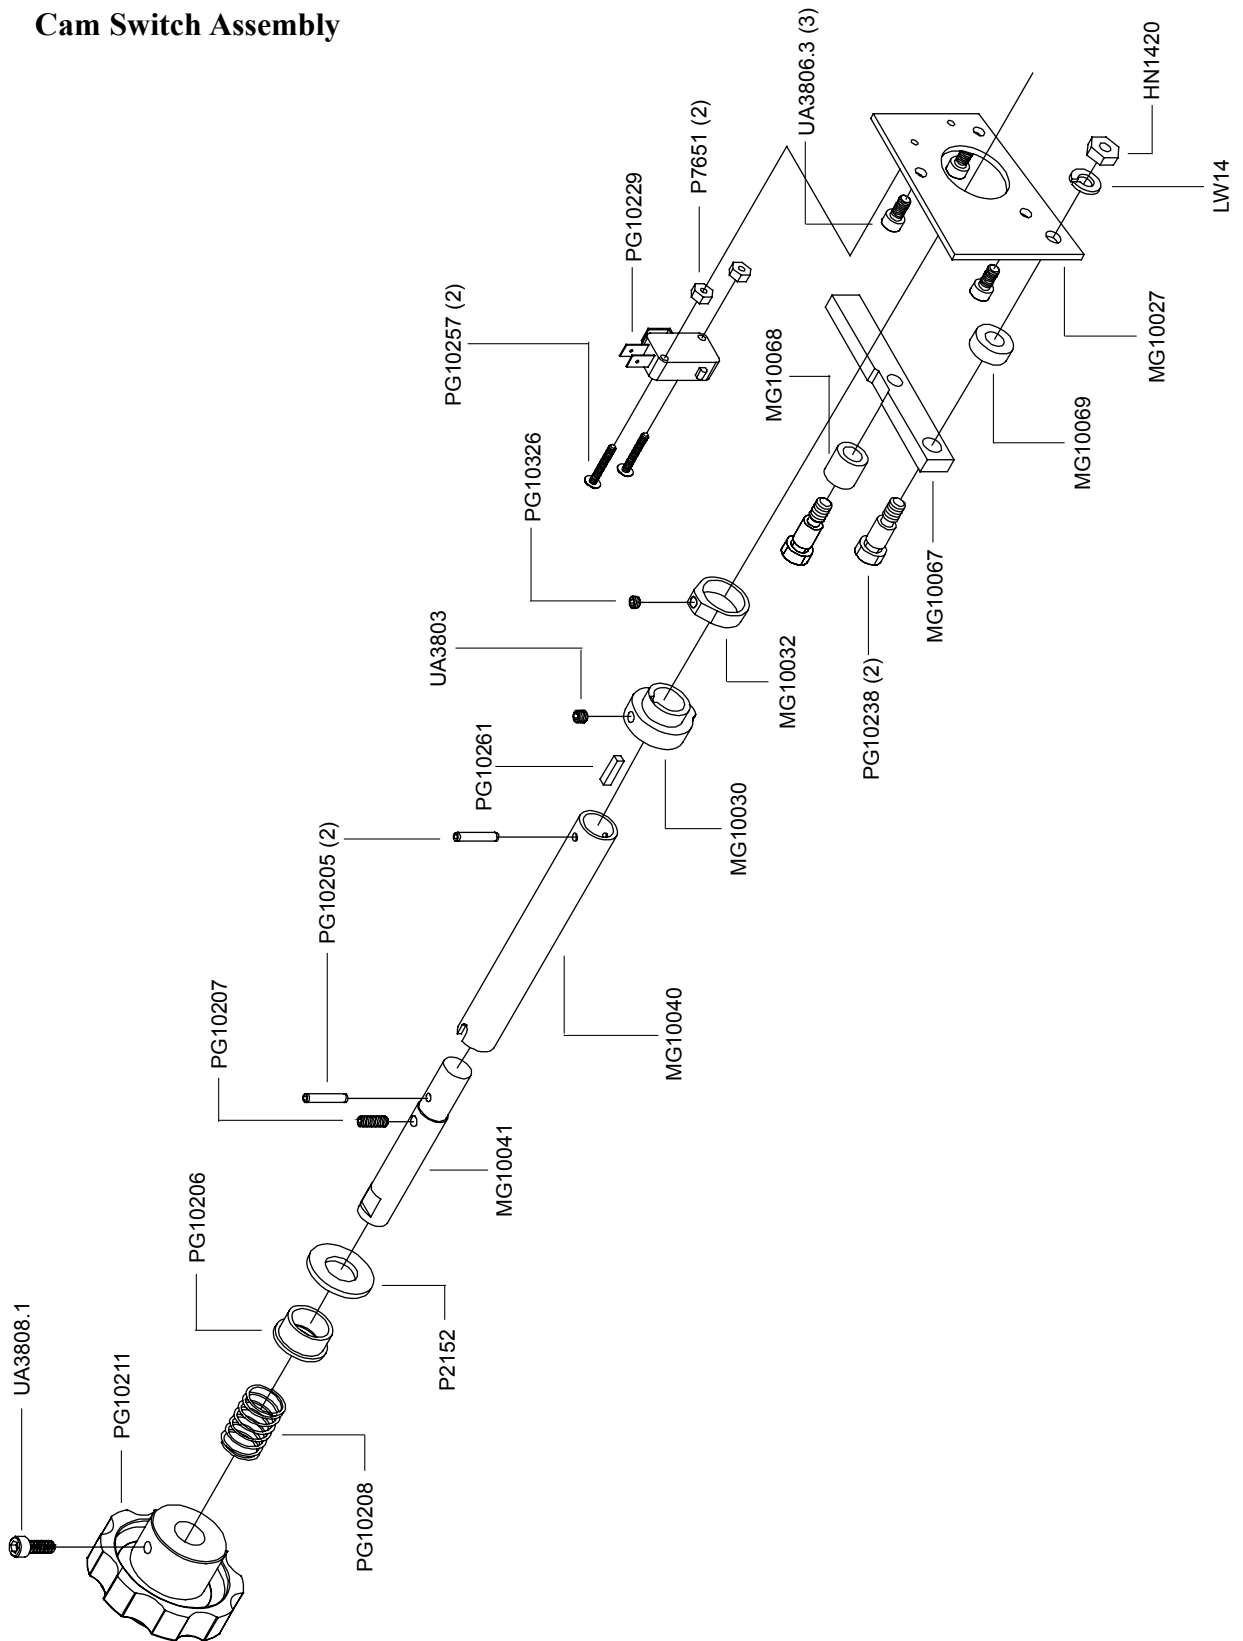 Cam Switch Assembly
UA3806.3 (3)
HN1420
P7651 (2)
LW14
PG10229
PG10257 (2)
MG10027
MG10068
MG10069
PG10326
MG10067
UA3803
MG10032
PG10238 (2)
PG10261
MG10030
PG10205 (2)
MG10040
PG10207
MG10041
PG10206
P2152
UA3808.1
PG10211
PG10208